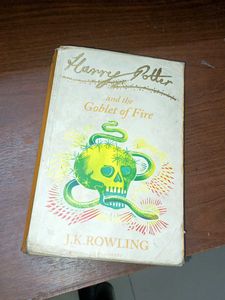 Harry Potter
and the
Goblet of Fire
J.K.ROWLING